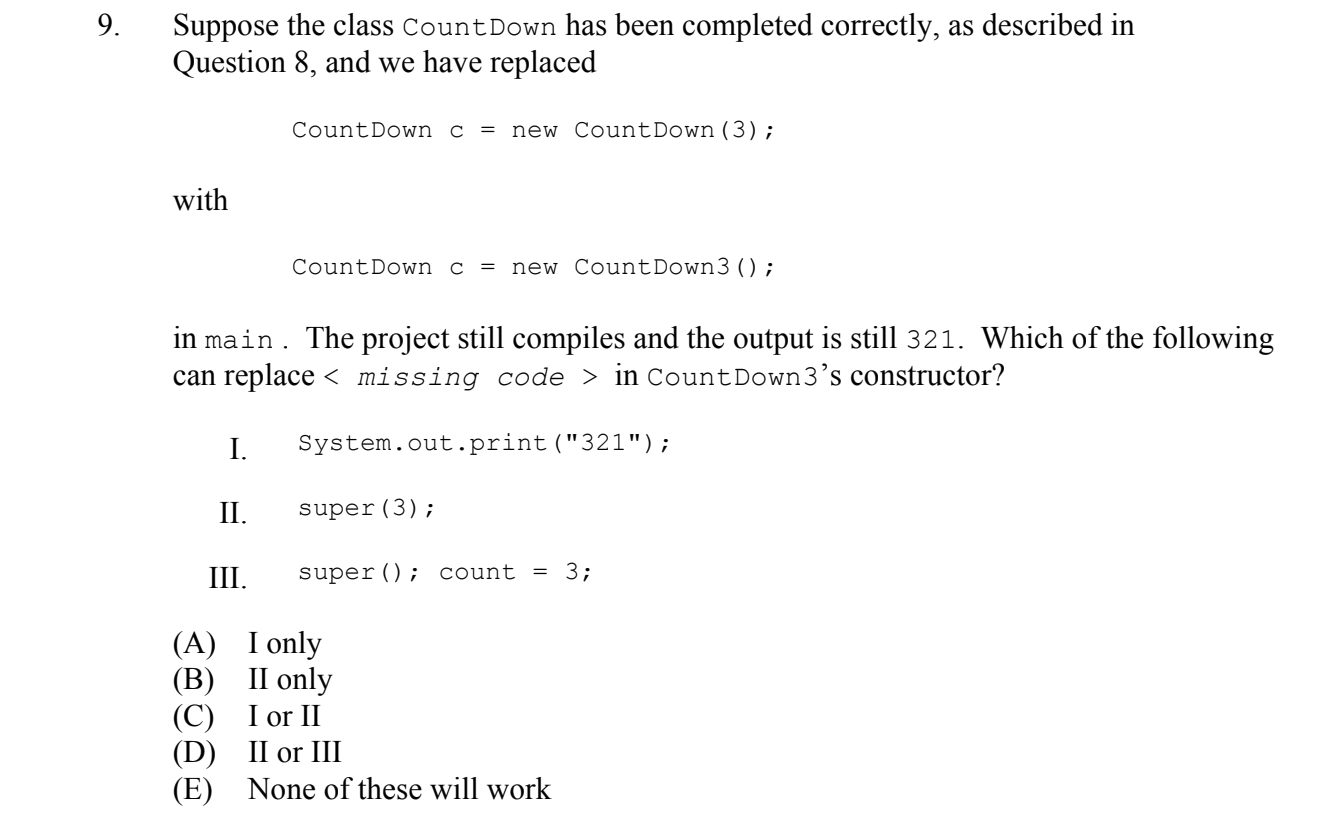 9. Suppose the class CountDown has been completed correctly, as described in
Question 8, and we have replaced
CountDown c = new CountDown(3);
with
CountDown c = new CountDown3();
in main . The project still compiles and the output is still 321. Which of the following
can replace < missing code > in CountDown3’s constructor?
I. System.out.print("321");
II. super(3);
III. super(); count = 3;
(A) I only
(B) II only
(C) I or II
(D) II or III
(E) None of these will work